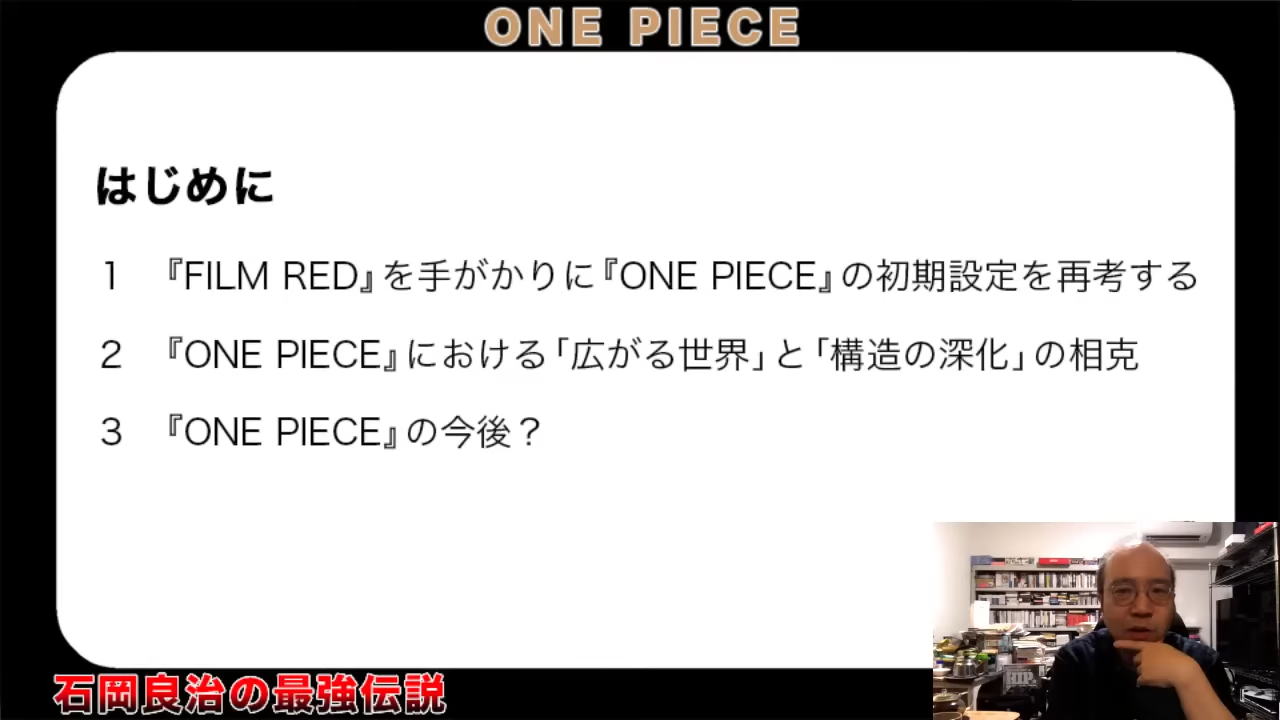 ONE PIECE
はじめに
1 『FILM RED』を手がかりに『ONE PIECE』の初期設定を再考する
2 『ONE PIECE』における「広がる世界」と「構造の深化」の相克
3 『ONE PIECE』の今後？
石岡良治の最強伝説